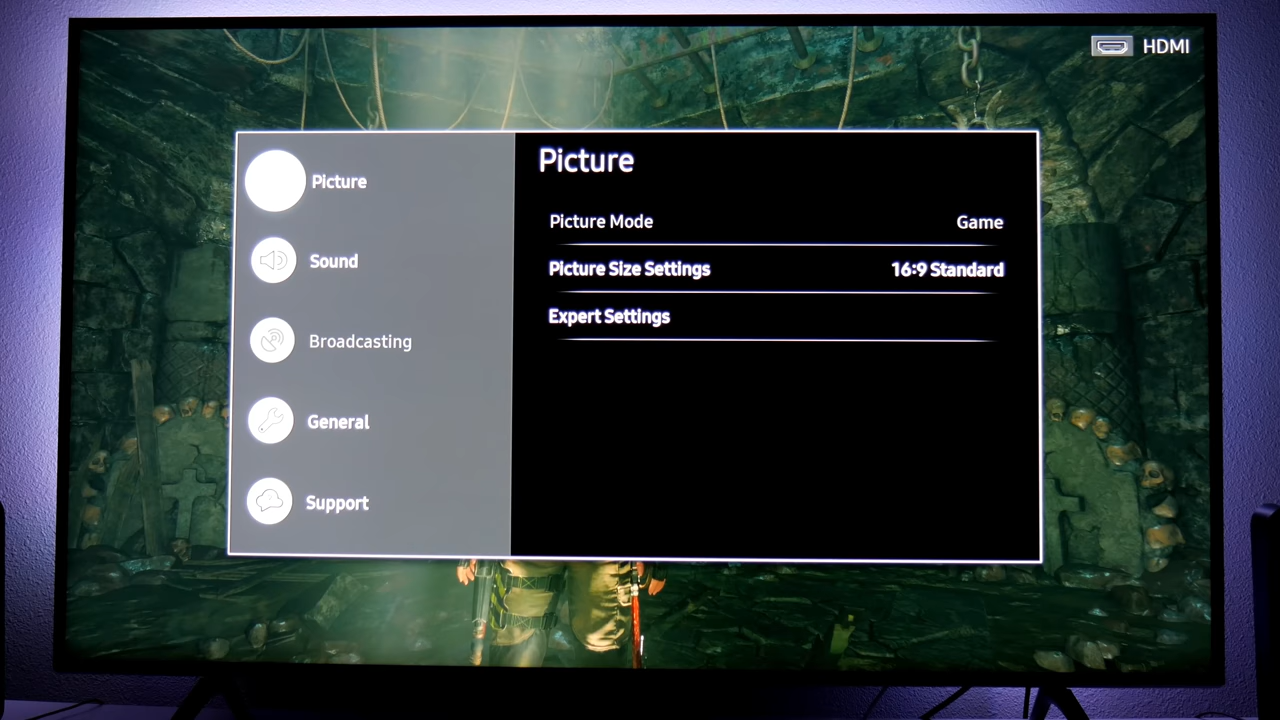 HDMI
Picture
Sound
Broadcasting
General
Support
Picture
Picture Mode Game
Picture Size Settings 16:9 Standard
Expert Settings